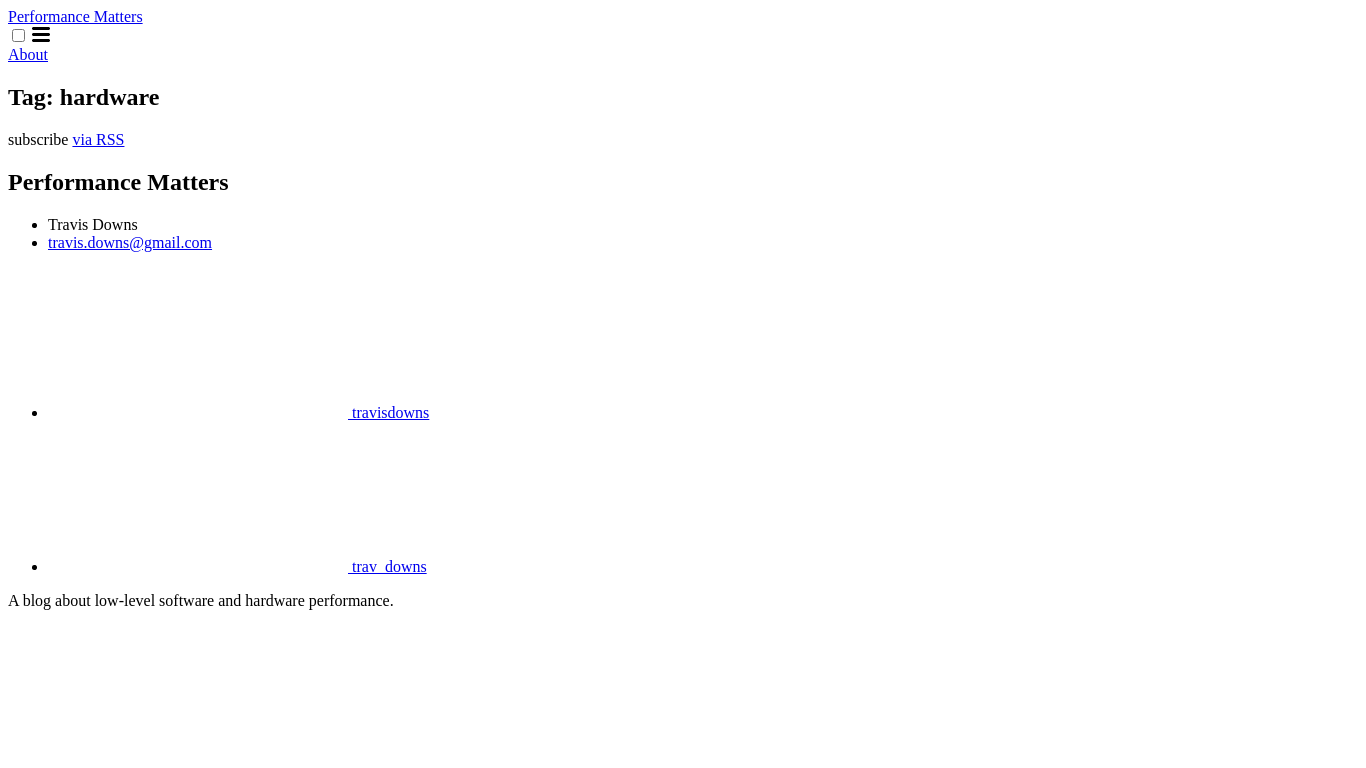 Performance Matters
About
Tag: hardware
subscribe via RSS
Performance Matters
Travis Downs
travis.downs@gmail.com
travisdowns
trav_downs
A blog about low-level software and hardware performance.